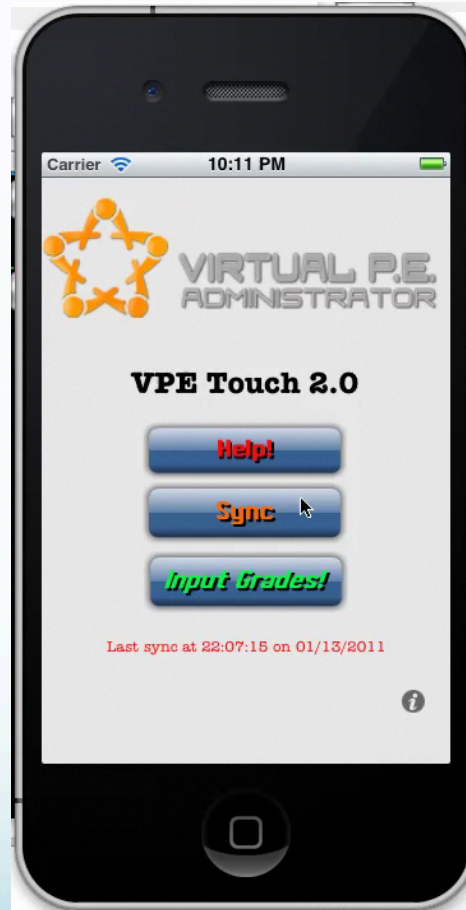 Carrier 10:11 PM
VIRTUAL P.E.
ADMINISTRATOR
VPE Touch 2.0
Help!
Sync
Input Grades!
Last sync at 22:07:15 on 01/13/2011
i